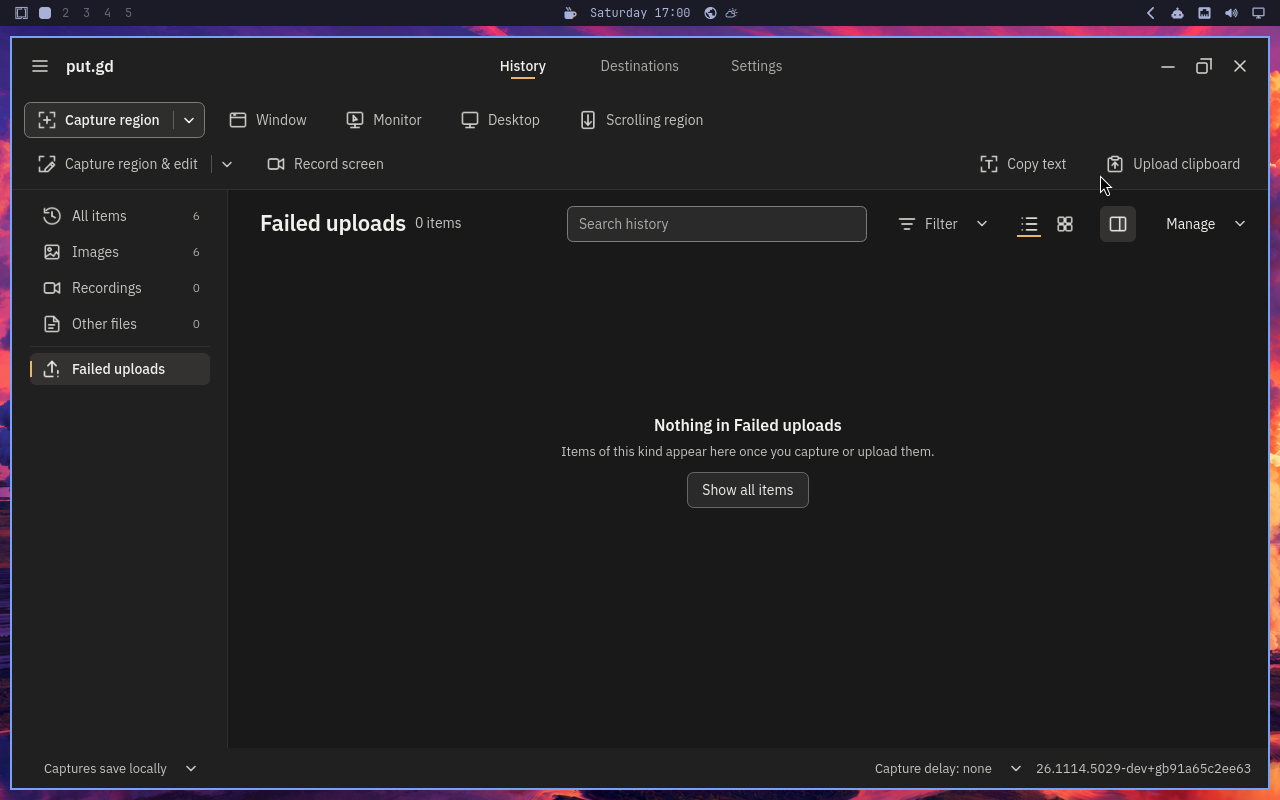 2 3 4 5 Saturday 17:00
put.gd History Destinations Settings
Capture region Window Monitor Desktop Scrolling region
Capture region & edit Record screen Copy text Upload clipboard
All items 6
Images 6
Recordings 0
Other files 0
Failed uploads
Failed uploads 0 items Search history Filter Manage
Nothing in Failed uploads
Items of this kind appear here once you capture or upload them.
Show all items
Captures save locally Capture delay: none 26.1114.5029-dev+gb91a65c2ee63